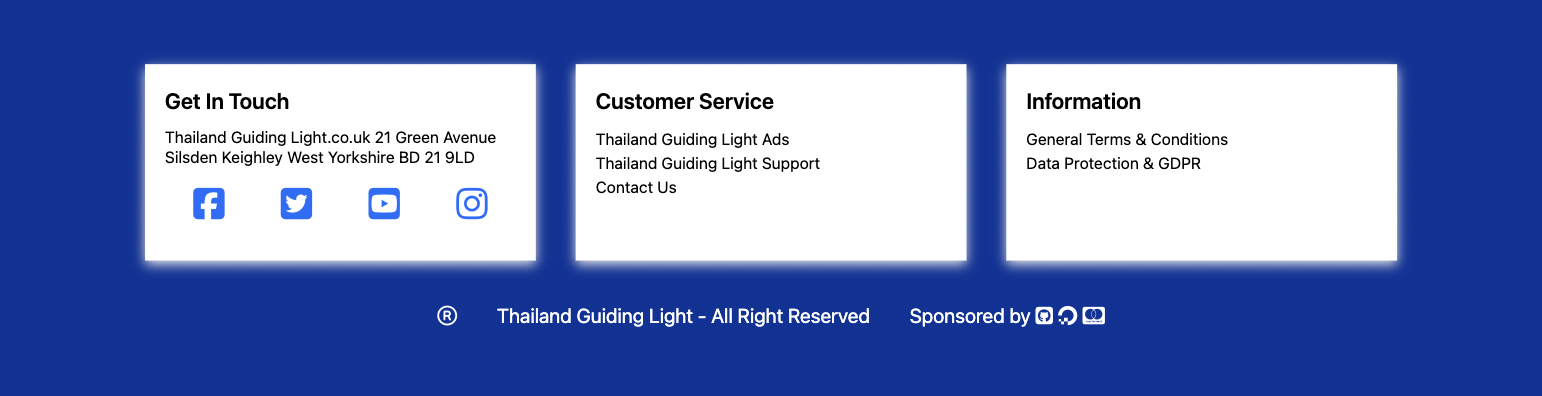 Get In Touch
Thailand Guiding Light.co.uk 21 Green Avenue
Silsden Keighley West Yorkshire BD 21 9LD
Customer Service
Thailand Guiding Light Ads
Thailand Guiding Light Support
Contact Us
Information
General Terms & Conditions
Data Protection & GDPR
® Thailand Guiding Light - All Right Reserved Sponsored by